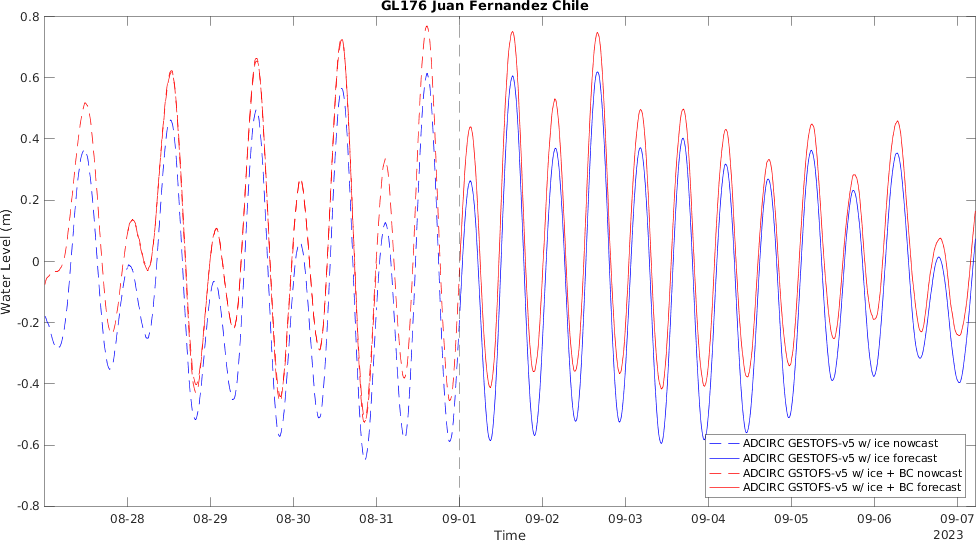 GL176 Juan Fernandez Chile
Water Level (m)
0.8
0.6
0.4
0.2
0
-0.2
-0.4
-0.6
-0.8
ADCIRC GESTOFS-v5 w/ ice nowcast
ADCIRC GESTOFS-v5 w/ ice forecast
ADCIRC GSTOFS-v5 w/ ice + BC nowcast
ADCIRC GSTOFS-v5 w/ ice + BC forecast
08-28 08-29 08-30 08-31 09-01 09-02 09-03 09-04 09-05 09-06 09-07
Time
2023